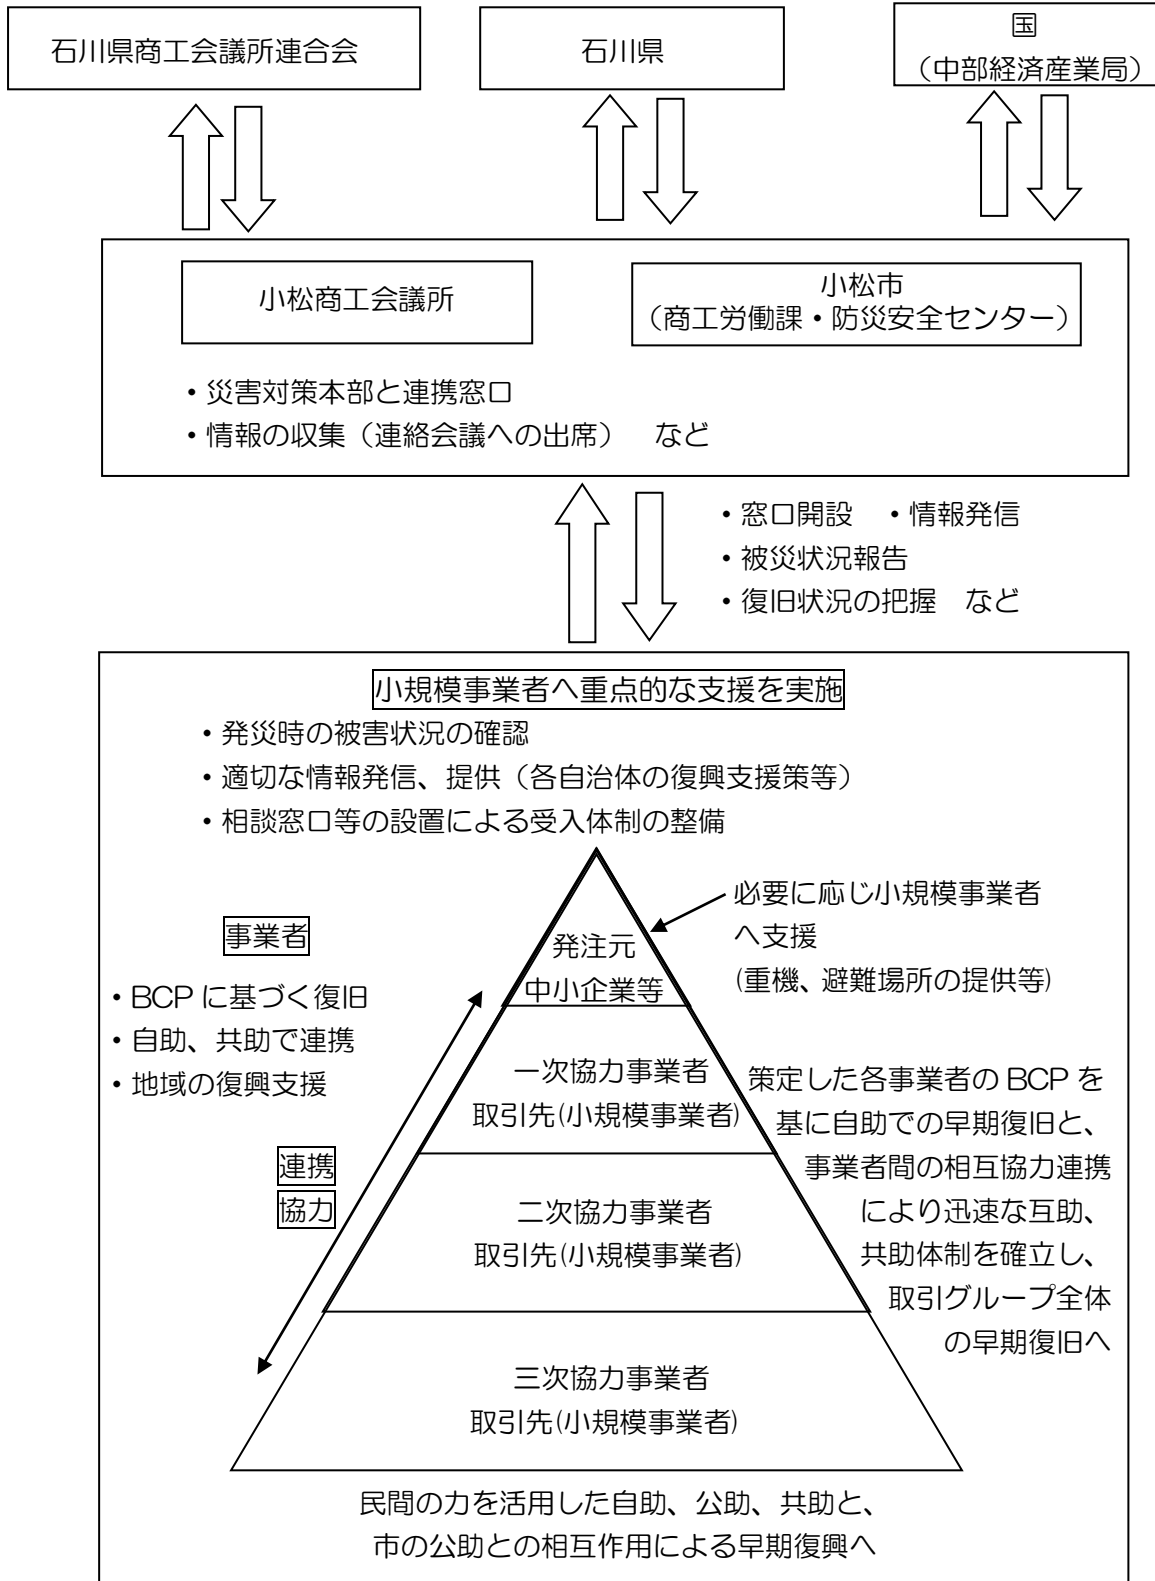 石川県商工会議所連合会
石川県
国
（中部経済産業局）
小松商工会議所
小松市
（商工労働課・防災安全センター）
・災害対策本部と連携窓口
・情報の収集（連絡会議への出席）　など
・窓口開設　・情報発信
・被災状況報告
・復旧状況の把握　など
小規模事業者へ重点的な支援を実施
・発災時の被害状況の確認
・適切な情報発信、提供（各自治体の復興支援策等）
・相談窓口等の設置による受入体制の整備
必要に応じ小規模事業者
へ支援
(重機、避難場所の提供等)
事業者
・BCP に基づく復旧
・自助、共助で連携
・地域の復興支援
連携
協力
発注元
中小企業等
一次協力事業者
取引先(小規模事業者)
二次協力事業者
取引先(小規模事業者)
三次協力事業者
取引先(小規模事業者)
策定した各事業者の BCP を
基に自助での早期復旧と、
事業者間の相互協力連携
により迅速な互助、
共助体制を確立し、
取引グループ全体
の早期復旧へ
民間の力を活用した自助、公助、共助と、
市の公助との相互作用による早期復興へ